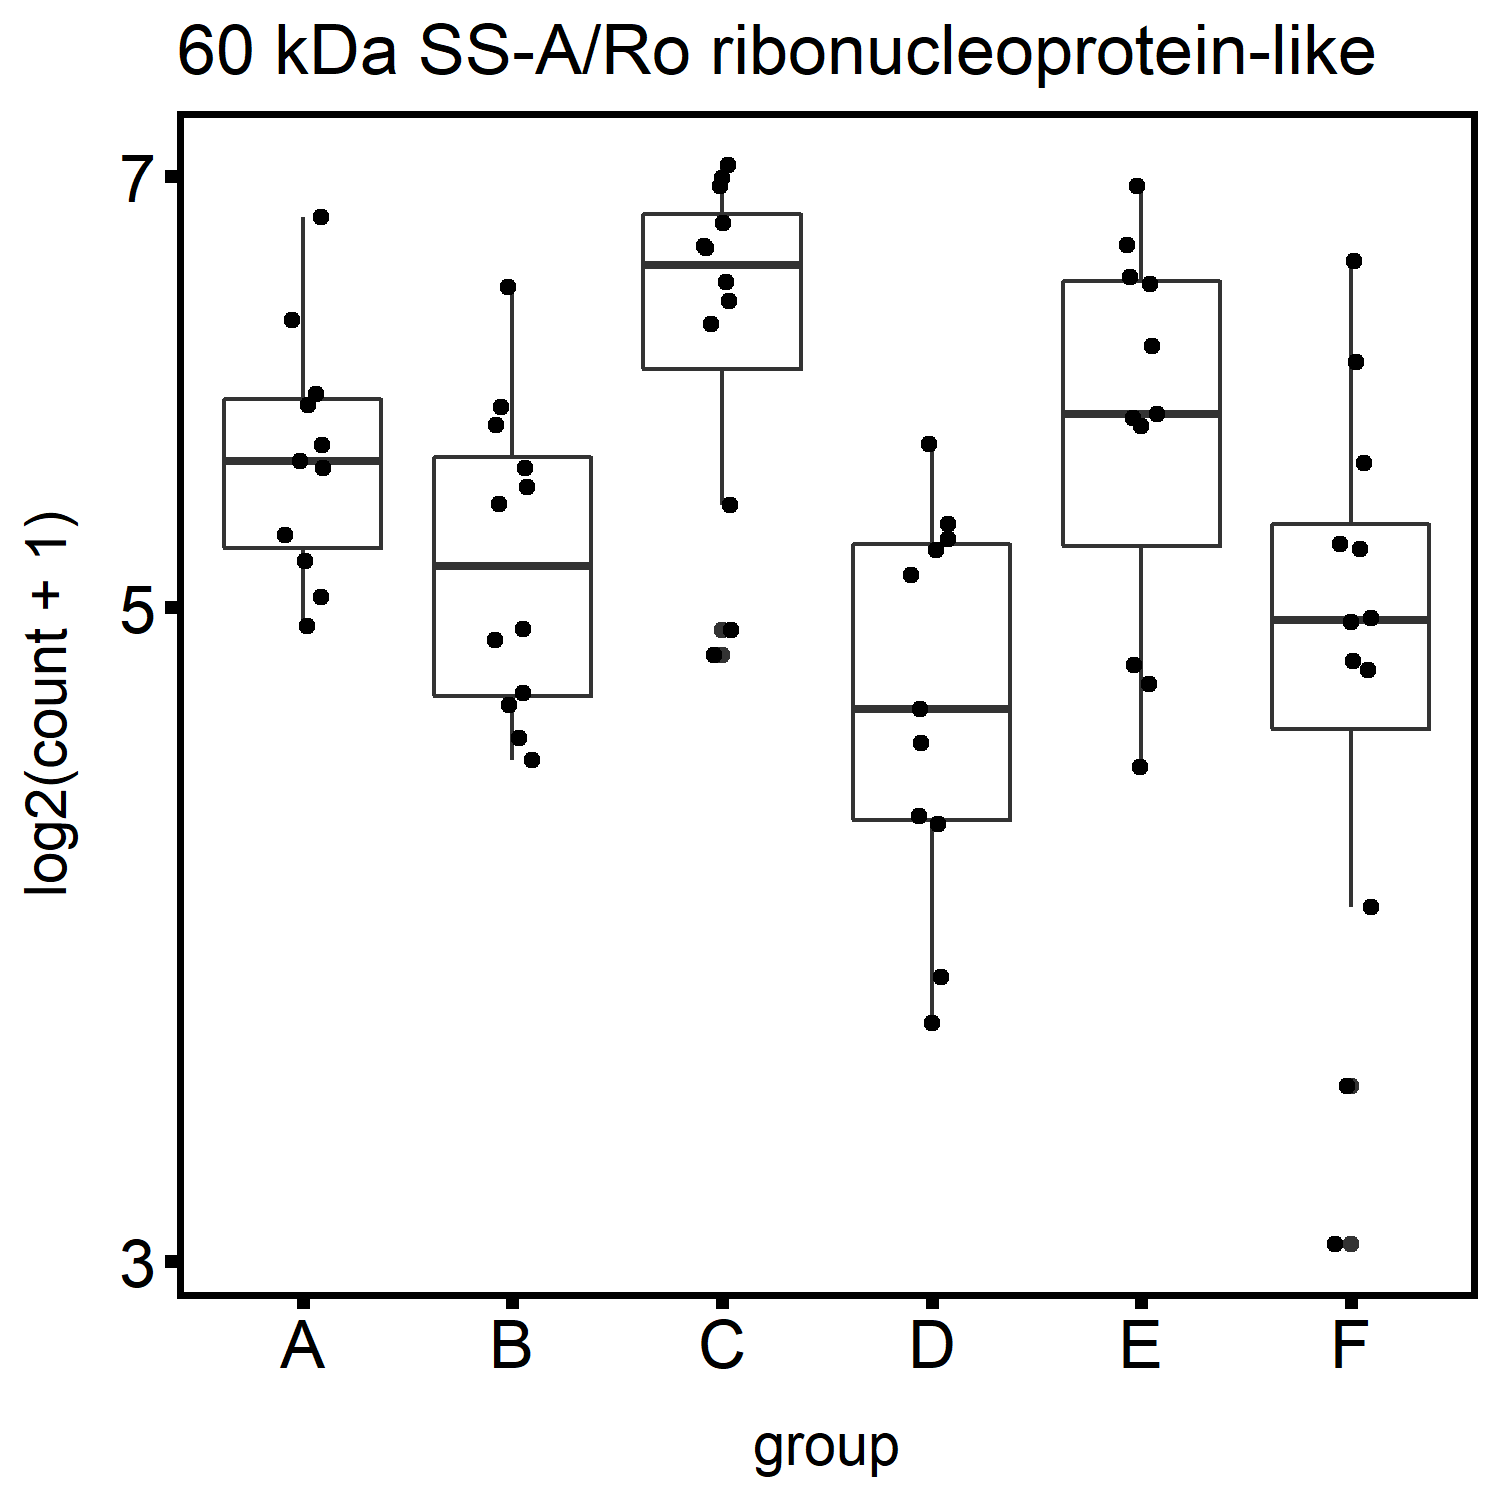 60 kDa SS-A/Ro ribonucleoprotein-like
log2(count + 1)
7
5
3
A B C D E F
group